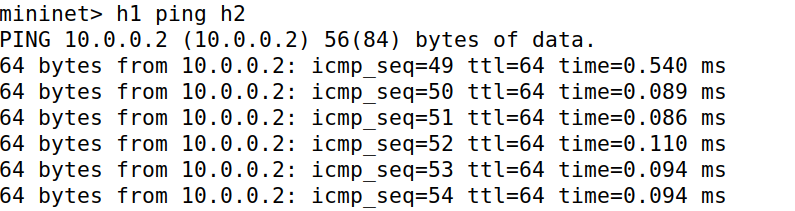 mininet> h1 ping h2
PING 10.0.0.2 (10.0.0.2) 56(84) bytes of data.
64 bytes from 10.0.0.2: icmp_seq=49 ttl=64 time=0.540 ms
64 bytes from 10.0.0.2: icmp_seq=50 ttl=64 time=0.089 ms
64 bytes from 10.0.0.2: icmp_seq=51 ttl=64 time=0.086 ms
64 bytes from 10.0.0.2: icmp_seq=52 ttl=64 time=0.110 ms
64 bytes from 10.0.0.2: icmp_seq=53 ttl=64 time=0.094 ms
64 bytes from 10.0.0.2: icmp_seq=54 ttl=64 time=0.094 ms